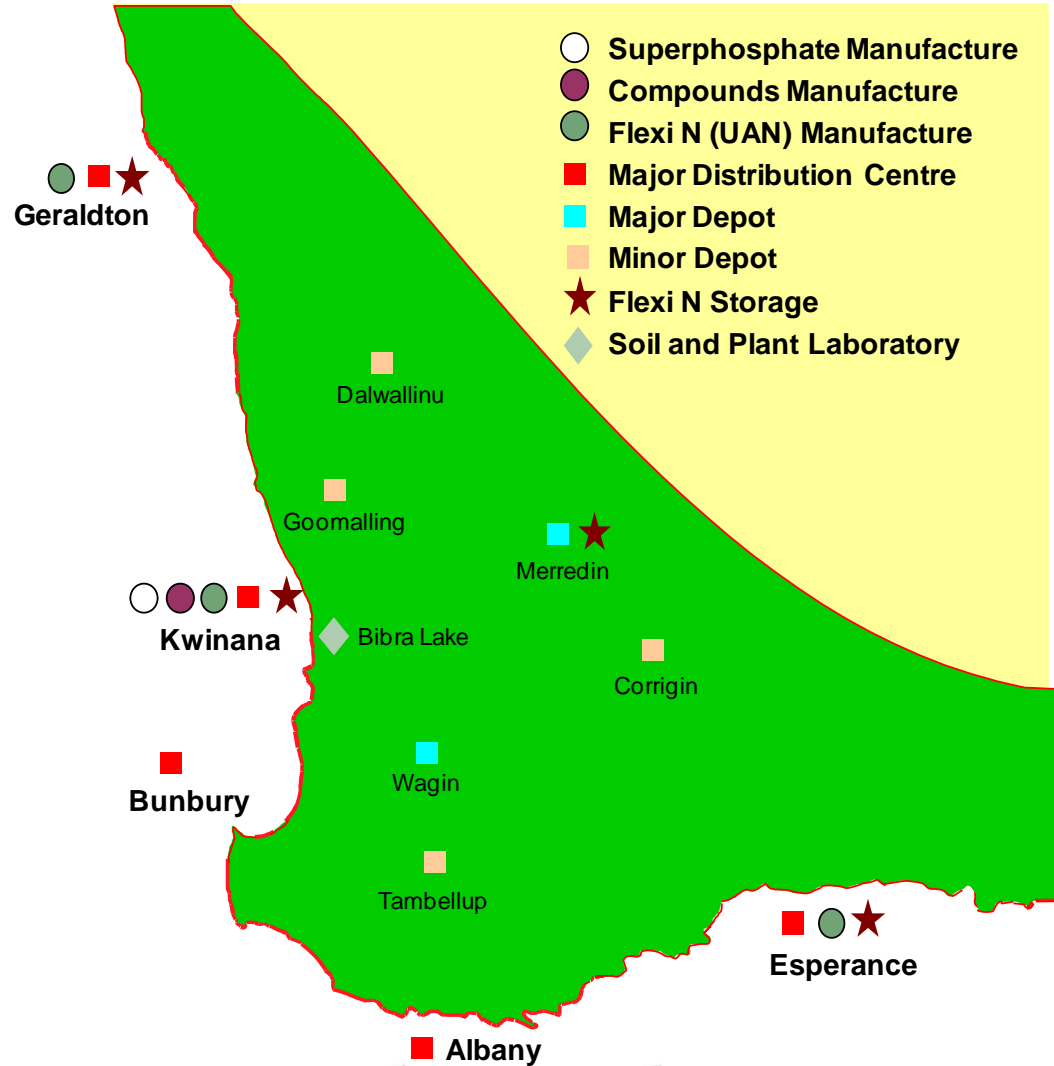 Superphosphate Manufacture
Compounds Manufacture
Flexi N (UAN) Manufacture
Major Distribution Centre
Major Depot
Minor Depot
Flexi N Storage
Soil and Plant Laboratory
Geraldton
Dalwallinu
Goomalling
Merredin
Kwinana
Bibra Lake
Corrigin
Wagin
Bunbury
Tambellup
Esperance
Albany